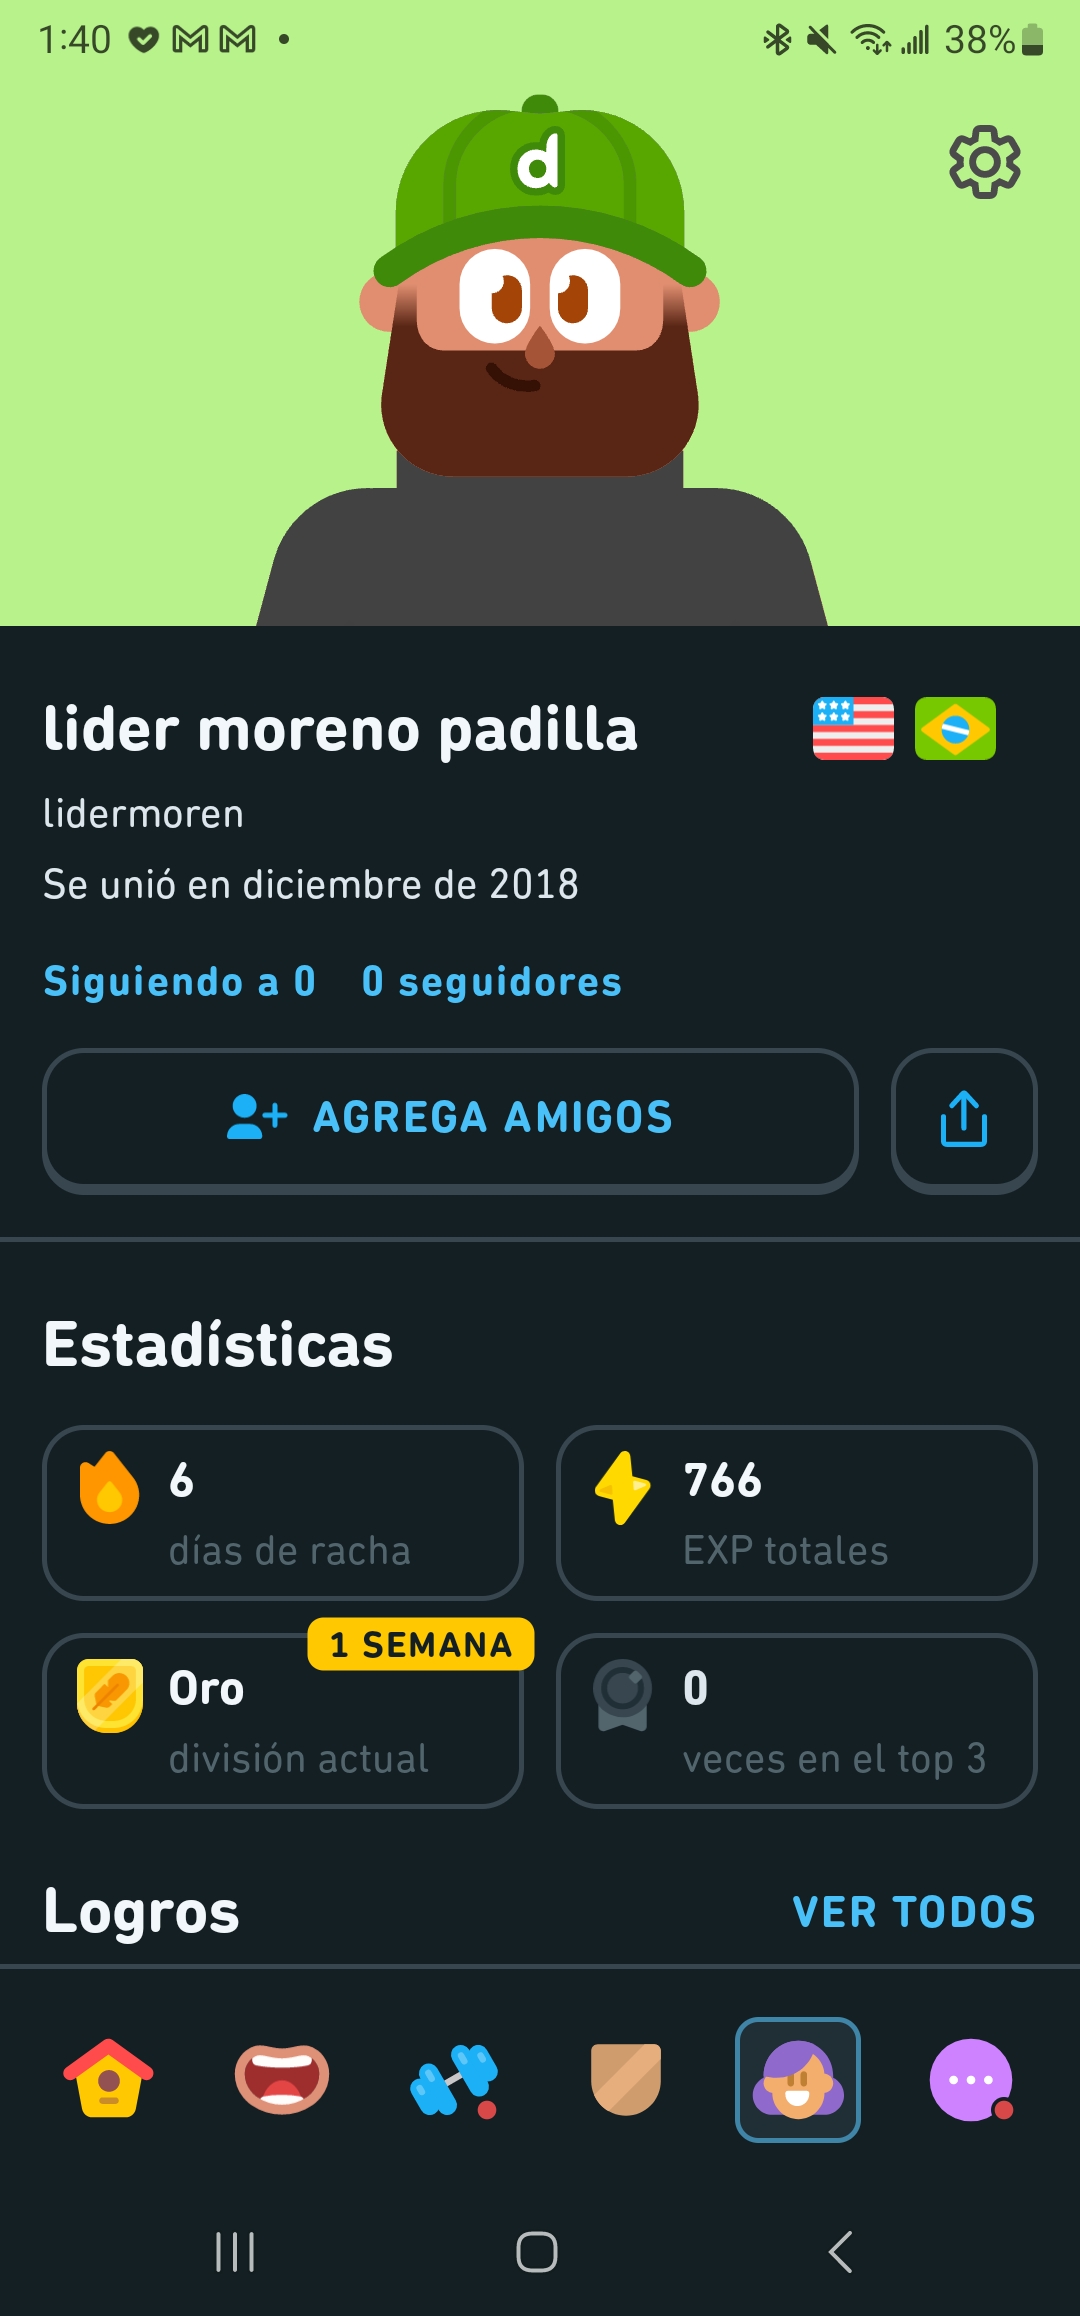 1:40
38%
d
lider moreno padilla
lidermoren
Se unió en diciembre de 2018
Siguiendo a 0 0 seguidores
AGREGA AMIGOS
Estadísticas
6
días de racha
766
EXP totales
1 SEMANA
Oro
división actual
0
veces en el top 3
Logros
VER TODOS